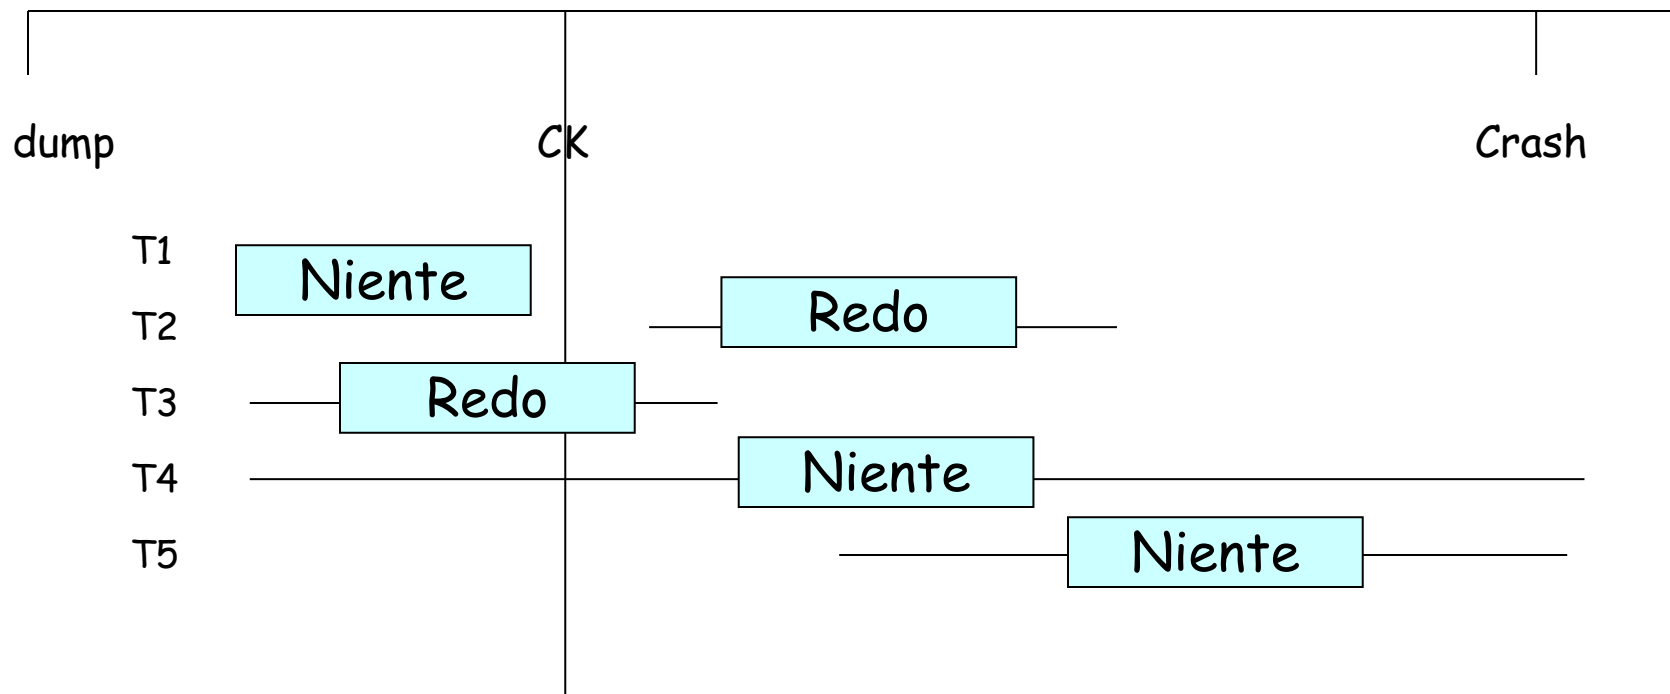 dump CK Crash
T1 Niente
T2 Redo
T3 Redo
T4 Niente
T5 Niente